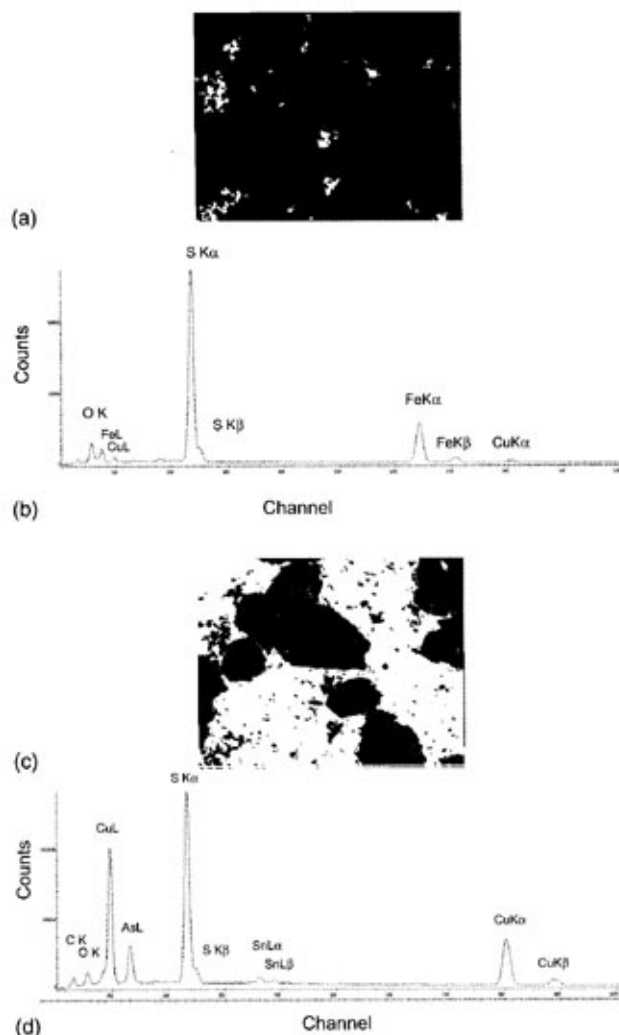 (a)
S Kα
Counts
O K
FeL
CuL
S Kβ
FeKα
FeKβ
CuKα
(b)
Channel
(c)
S Kα
Counts
CuL
C K
O K
AsL
S Kβ
SnLα
SnLβ
CuKα
CuKβ
(d)
Channel